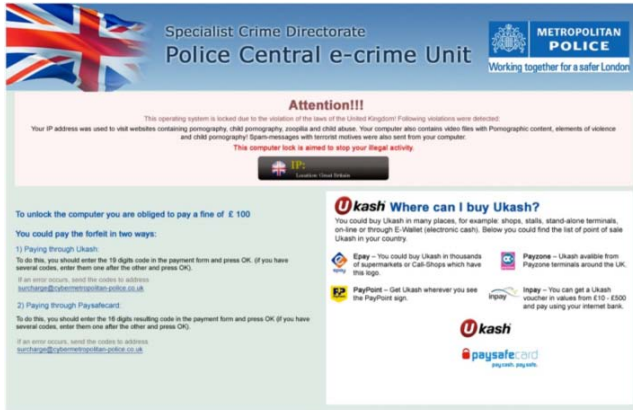 Specialist Crime Directorate
Police Central e-crime Unit
METROPOLITAN
POLICE
Working together for a safer London
Attention!!!
This operating system is locked due to the violation of the laws of the United Kingdom! Following violations were detected:
Your IP address was used to visit websites containing pornography, child pornography, zoopilia and child abuse. Your computer also contains video files with Pornographic content, elements of violence
and child pornography! Spam-messages with terrorist motives were also sent from your computer.
This computer lock is aimed to stop your illegal activity.
IP:
Location: Great Britain
To unlock the computer you are obliged to pay a fine of £ 100
You could pay the forfeit in two ways:
1) Paying through Ukash:
To do this, you should enter the 19 digits code in the payment form and press OK. (if you have
several codes, enter them one after the other and press OK).
If an error occurs, send the codes to address
surcharge@cybermetropolitan-police.co.uk
2) Paying through Paysafecard:
To do this, you should enter the 16 digits resulting code in the payment form and press OK (if you have
several codes, enter them one after the other and press OK).
If an error occurs, send the codes to address
surcharge@cybermetropolitan-police.co.uk
Ukash Where can I buy Ukash?
You could buy Ukash in many places, for example: shops, stalls, stand-alone terminals,
on-line or through E-Wallet (electronic cash). Below you could find the list of point of sale
Ukash in your country.
epay
Epay – You could buy Ukash in thousands
of supermarkets or Call-Shops which have
this logo.
Payzone - Ukash avalible from
Payzone terminals around the UK.
PayPoint – Get Ukash wherever you see
the PayPoint sign.
inpay
Inpay - You can get a Ukash
voucher in values from £10 - £500
and pay using your internet bank.
Ukash
paysafecard
pay cash. pay safe.